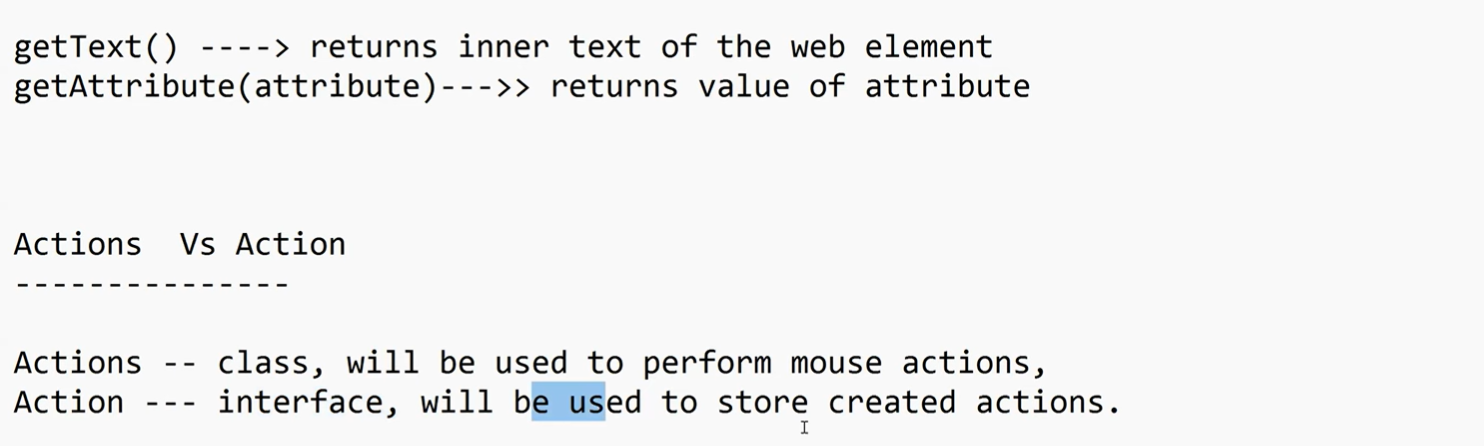 getText() ----> returns inner text of the web element
getAttribute(attribute)--->> returns value of attribute
Actions  Vs Action
---------------
Actions -- class, will be used to perform mouse actions,
Action --- interface, will be used to store created actions.